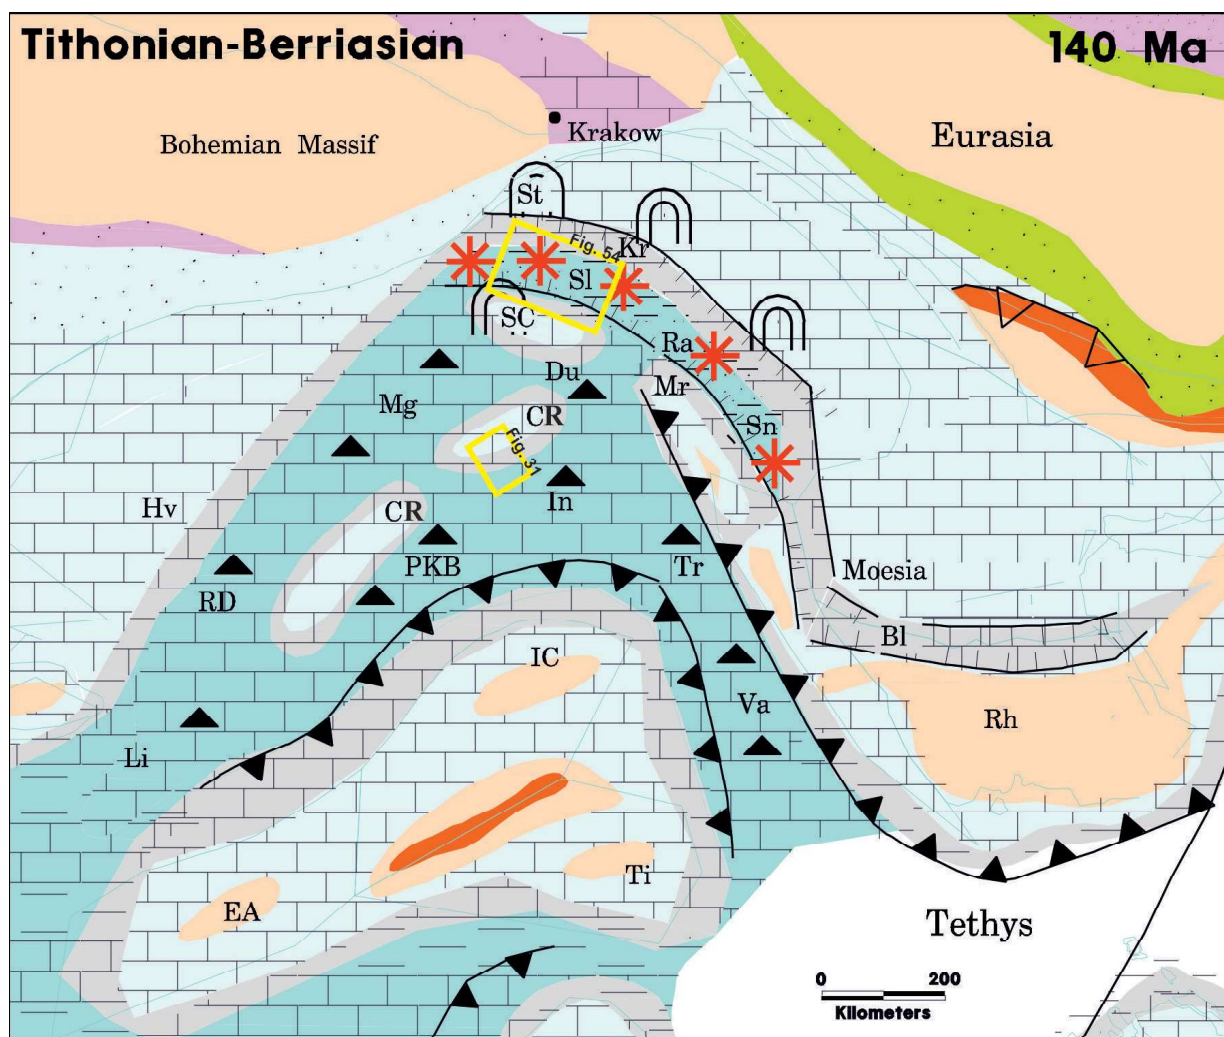 Tithonian-Berriasian
140 Ma
Bohemian Massif
Krakow
Eurasia
St
Fig. 54
Kr
Sl
SC
Ra
Du
Mr
Mg
CR
Sn
Fig. 31
Hv
CR
In
PKB
Tr
Moesia
RD
Bl
IC
Va
Rh
Li
Ti
EA
Tethys
0 200
Kilometers